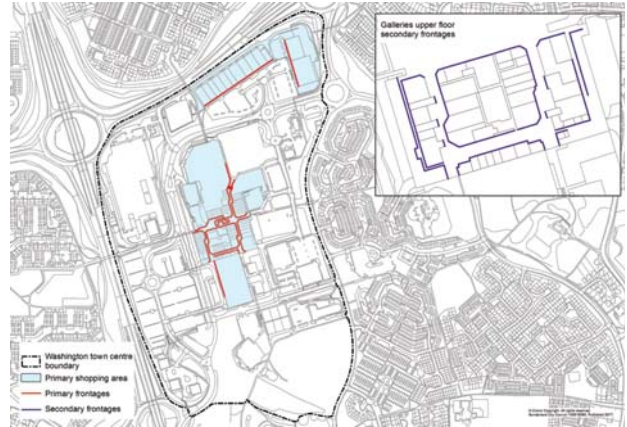 Galleries upper floor
secondary frontages
Washington town centre
boundary
Primary shopping area
Primary frontages
Secondary frontages